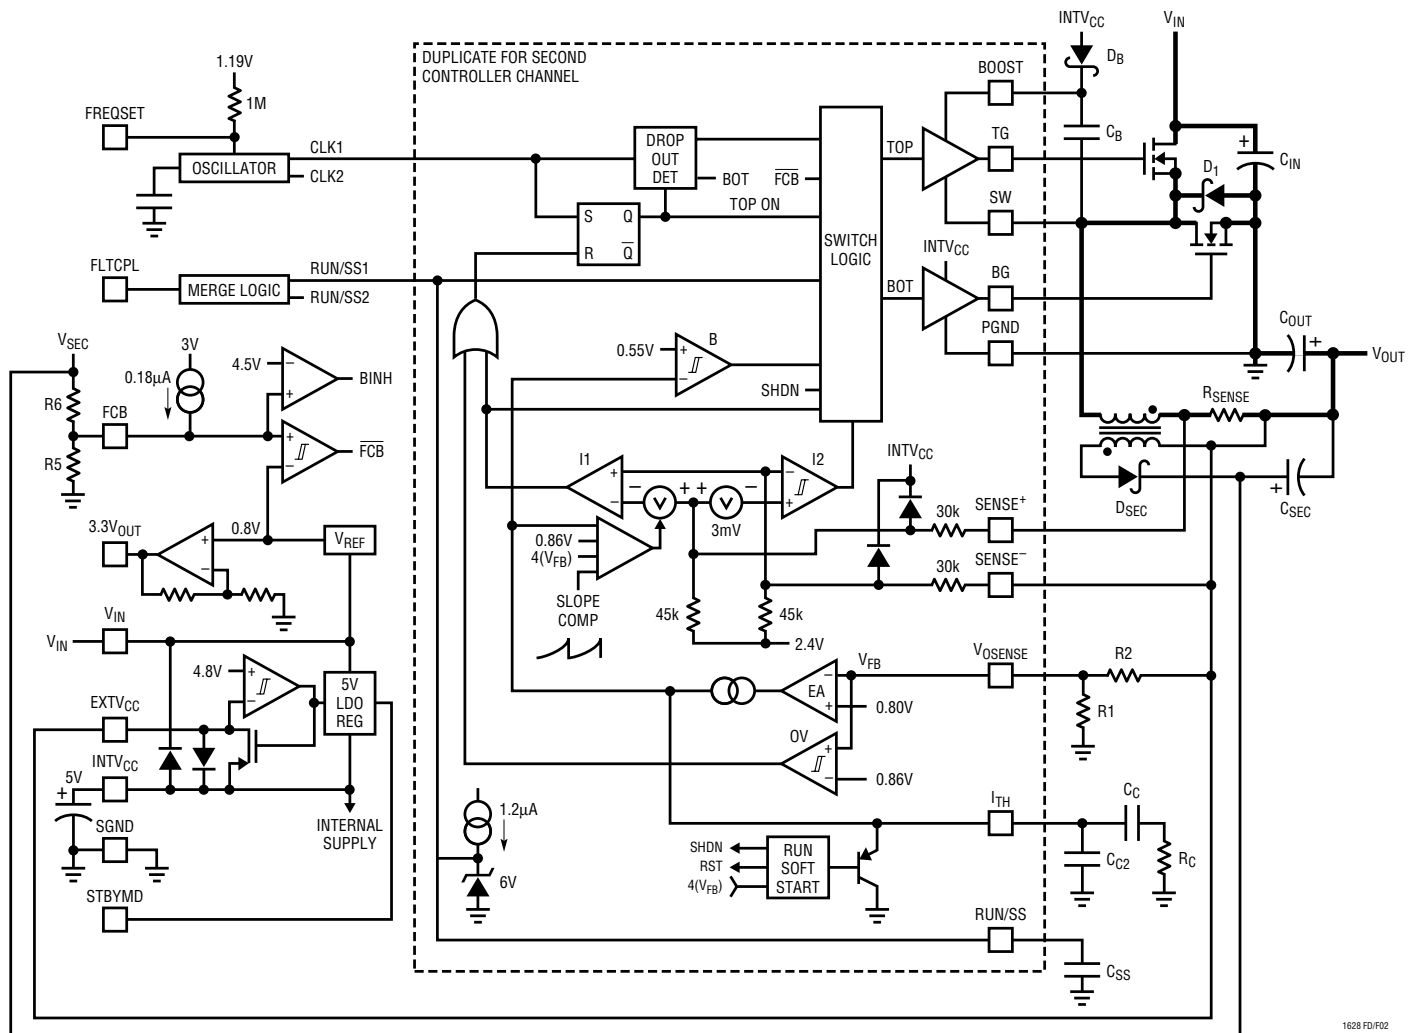 DUPLICATE FOR SECOND
CONTROLLER CHANNEL
INTVCC
VIN
DB
BOOST
1.19V
1M
FREQSET
OSCILLATOR
CLK1
CLK2
DROP
OUT
DET
BOT
FCB
TOP ON
TOP
TG
CB
CIN
D1
SW
S
Q
R
Q
SWITCH
LOGIC
INTVCC
BG
BOT
PGND
FLTCPL
MERGE LOGIC
RUN/SS1
RUN/SS2
COUT
VOUT
VSEC
3V
4.5V
BINH
0.18µA
R6
FCB
R5
FCB
0.55V
B
SHDN
RSENSE
I1
I2
INTVCC
3mV
30k
SENSE+
DSEC
CSEC
0.86V
4(VFB)
SLOPE
COMP
30k
SENSE–
45k
45k
2.4V
3.3VOUT
0.8V
VREF
VIN
VIN
4.8V
5V
LDO
REG
EXTVCC
INTVCC
5V
INTERNAL
SUPPLY
SGND
STBYMD
VFB
VOSENSE
R2
EA
0.80V
R1
OV
0.86V
1.2µA
6V
ITH
CC
SHDN
RST
4(VFB)
RUN
SOFT
START
CC2
RC
RUN/SS
CSS
1628 FD/F02